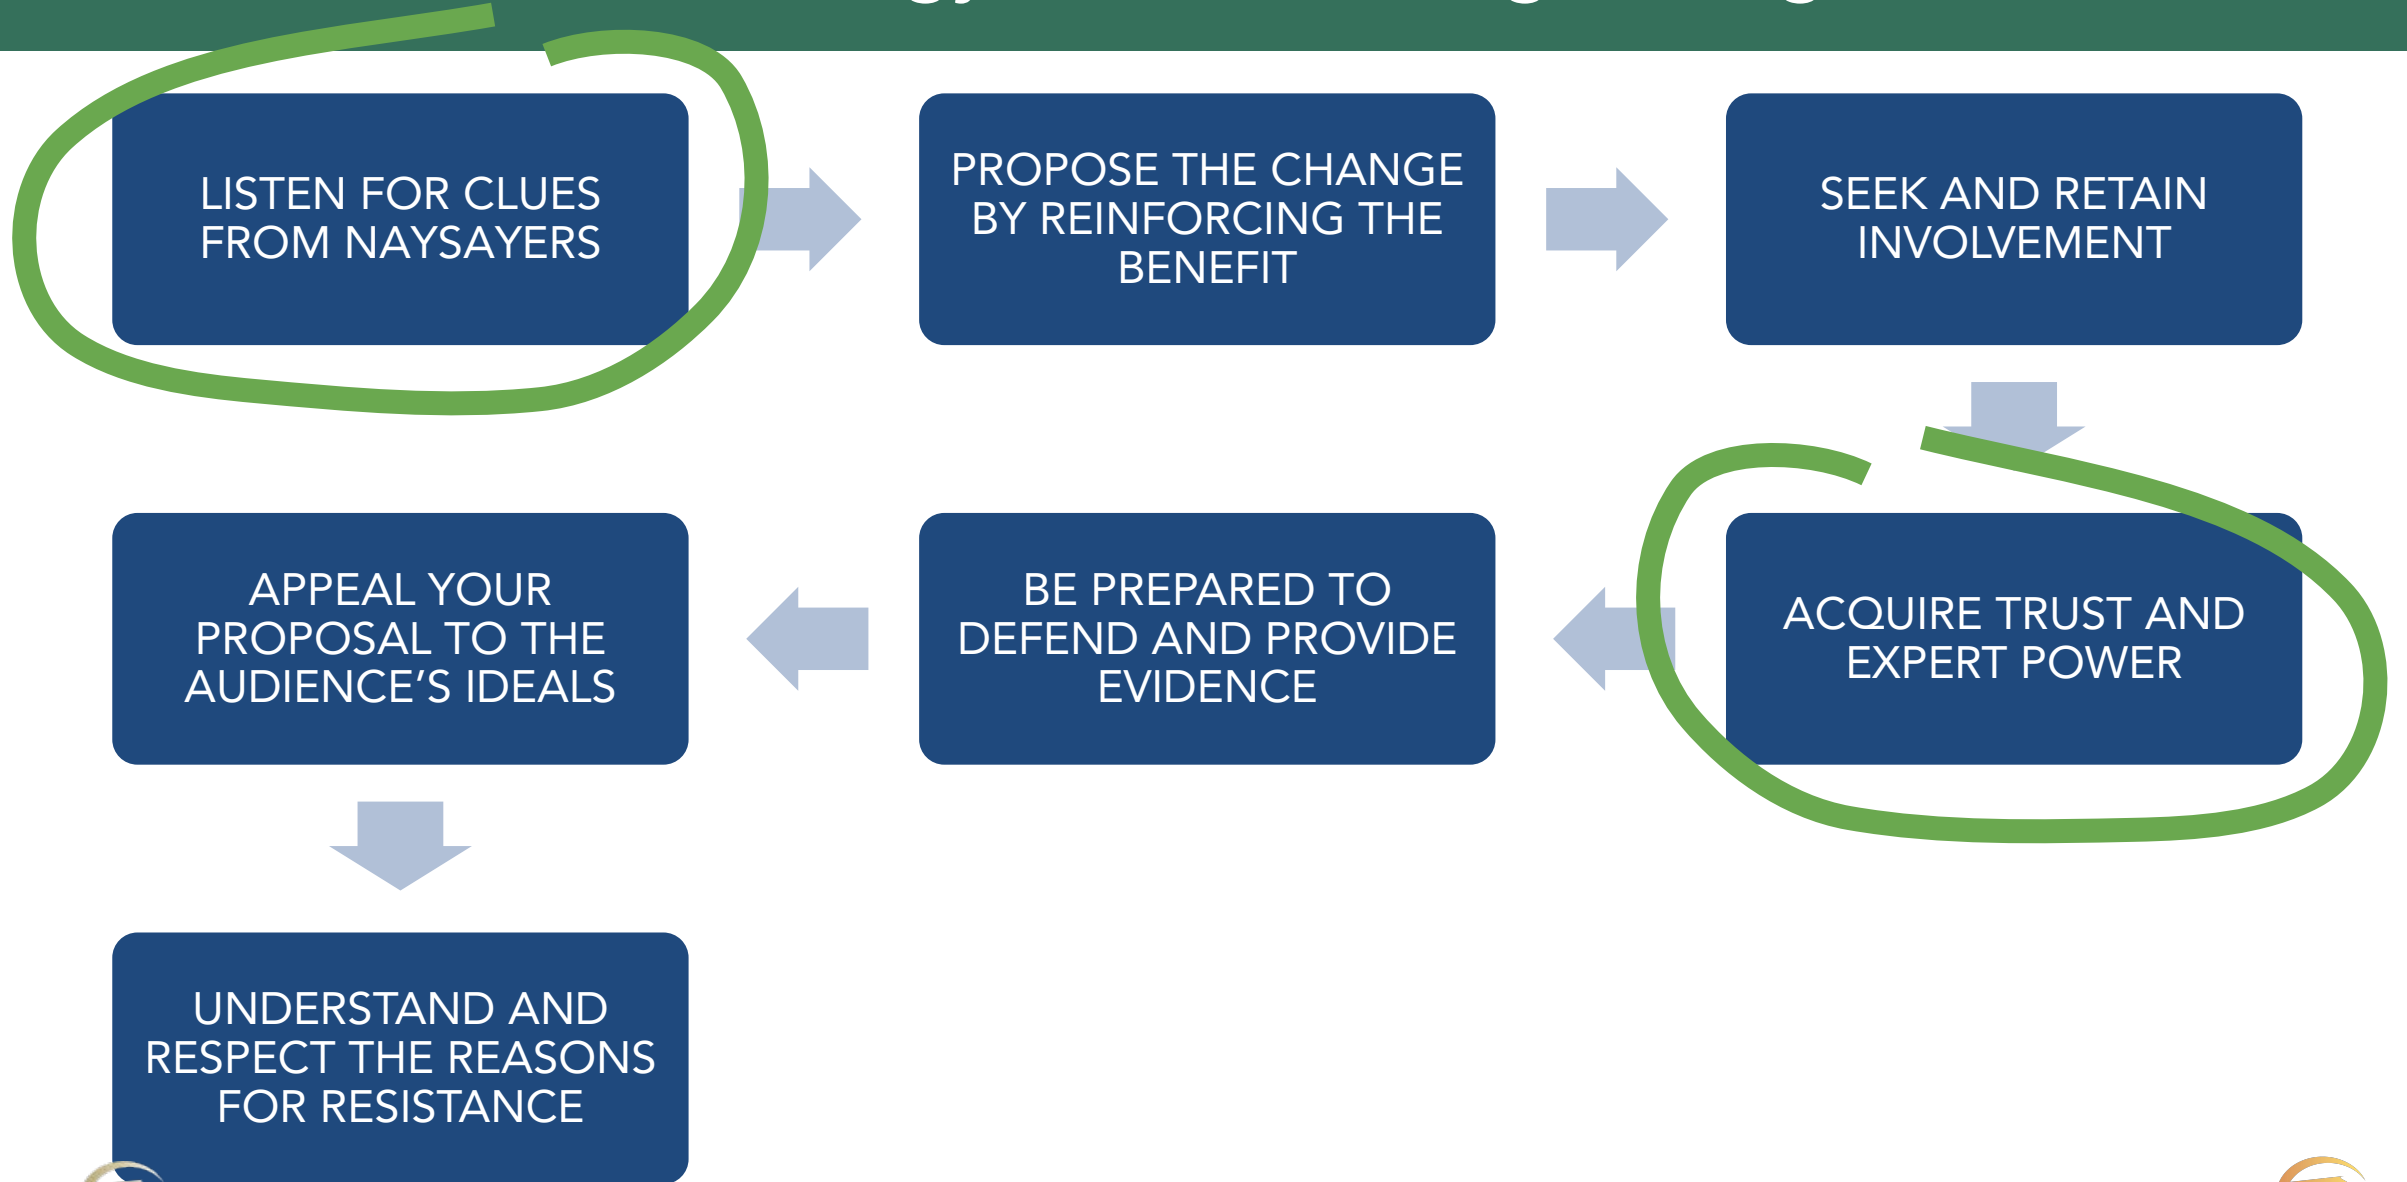 LISTEN FOR CLUES
FROM NAYSAYERS
PROPOSE THE CHANGE
BY REINFORCING THE
BENEFIT
SEEK AND RETAIN
INVOLVEMENT
ACQUIRE TRUST AND
EXPERT POWER
BE PREPARED TO
DEFEND AND PROVIDE
EVIDENCE
APPEAL YOUR
PROPOSAL TO THE
AUDIENCE’S IDEALS
UNDERSTAND AND
RESPECT THE REASONS
FOR RESISTANCE